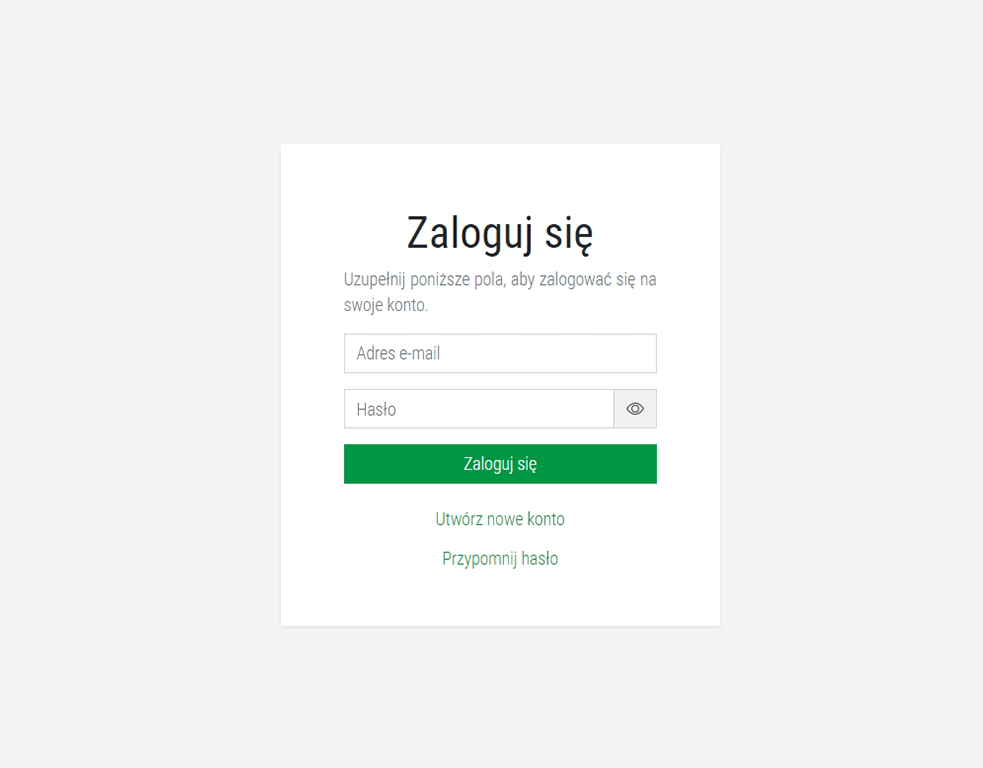 Zaloguj się
Uzupełnij poniższe pola, aby zalogować się na
swoje konto.
Adres e-mail
Hasło
Zaloguj się
Utwórz nowe konto
Przypomnij hasło